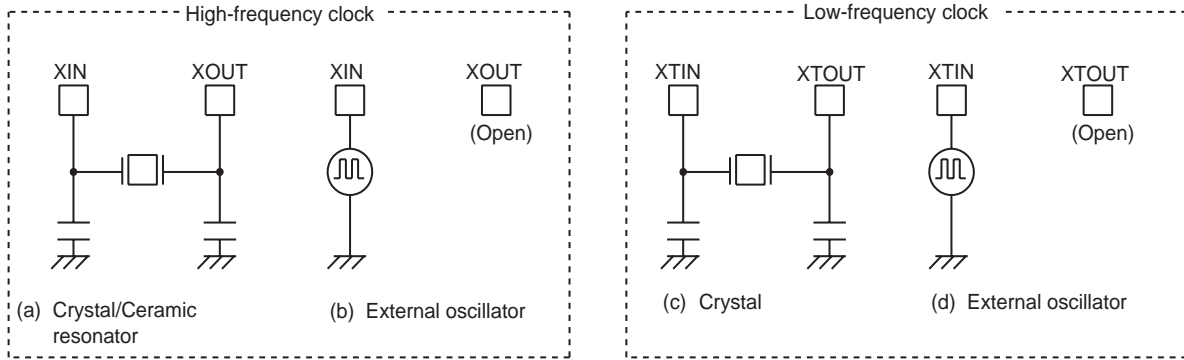 High-frequency clock
XIN
XOUT
XIN
XOUT
(Open)
(a) Crystal/Ceramic
resonator
(b) External oscillator
Low-frequency clock
XTIN
XTOUT
XTIN
XTOUT
(Open)
(c) Crystal
(d) External oscillator